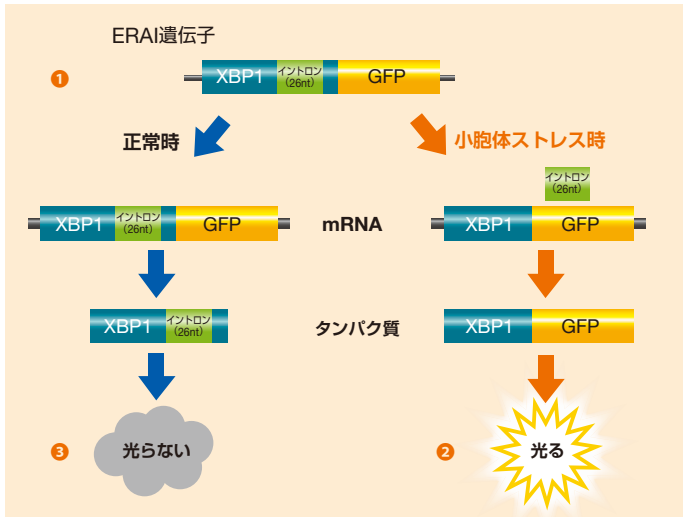 ERAI遺伝子
❶
XBP1
イントロン
(26nt)
GFP
正常時
小胞体ストレス時
イントロン
(26nt)
XBP1
イントロン
(26nt)
GFP
mRNA
XBP1
GFP
XBP1
イントロン
(26nt)
タンパク質
XBP1
GFP
❸
光らない
❷
光る